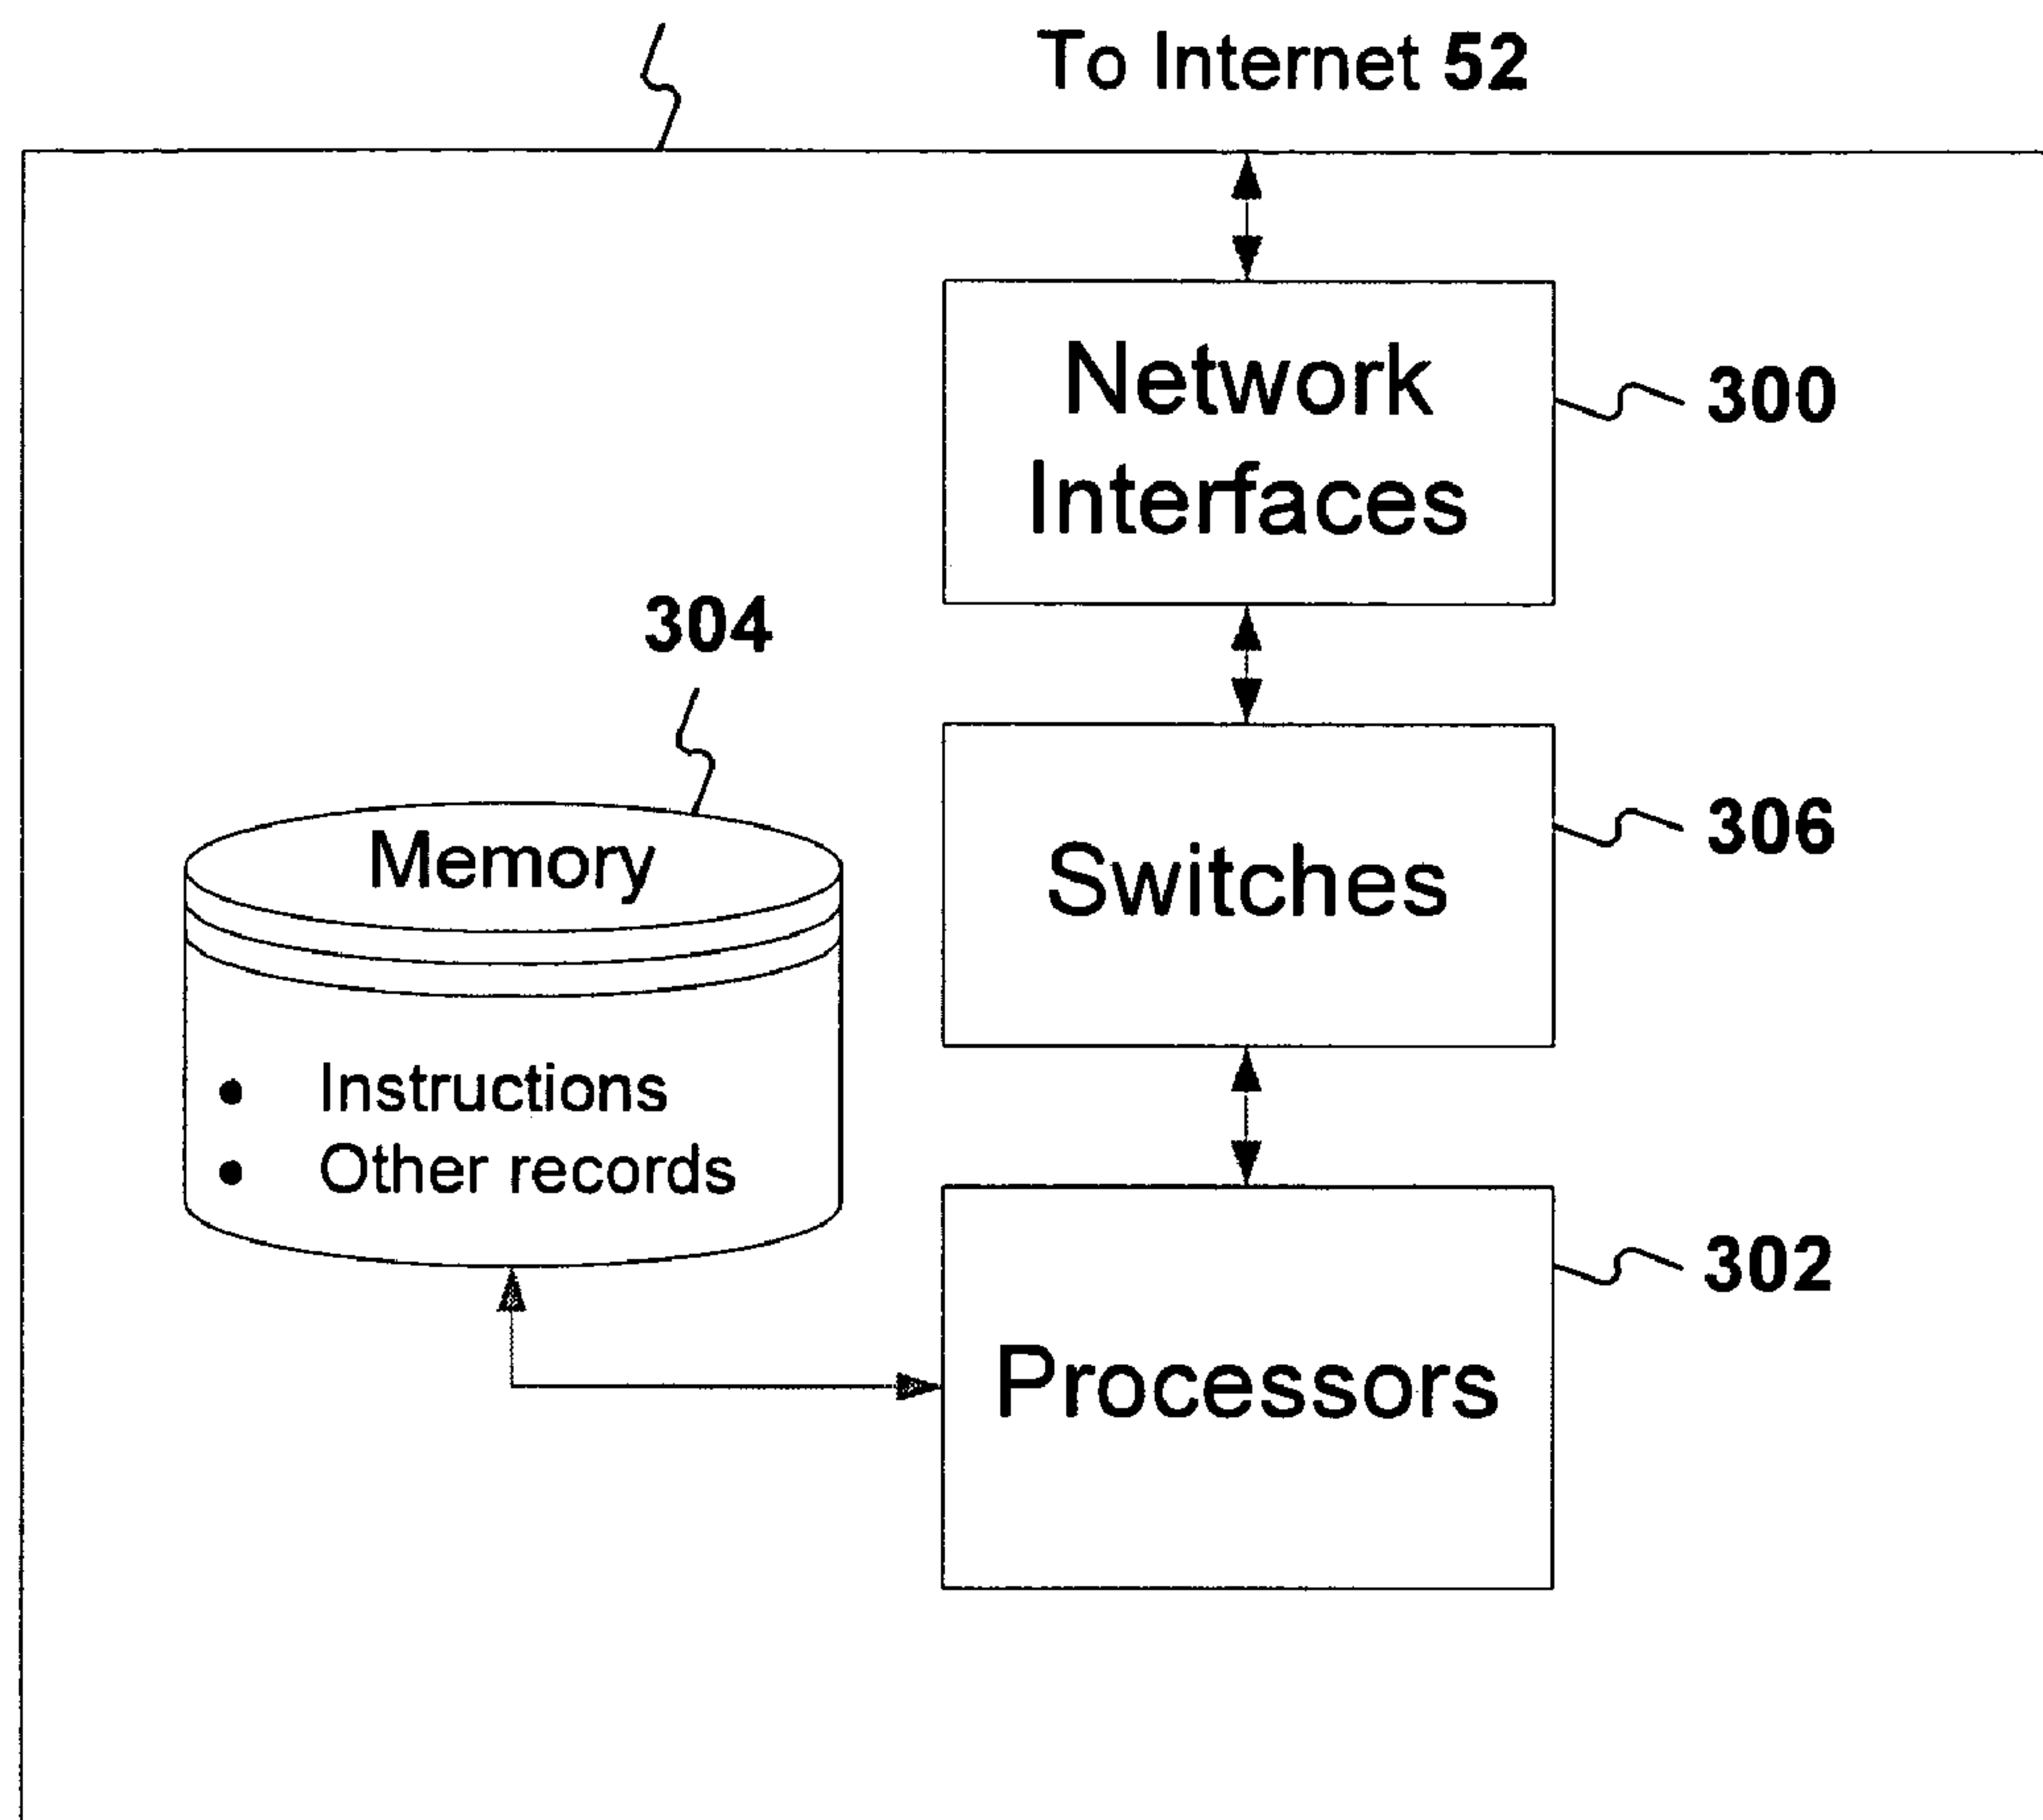 To Internet 52
Network
Interfaces
300
304
Memory
Switches
306
• Instructions
• Other records
302
Processors